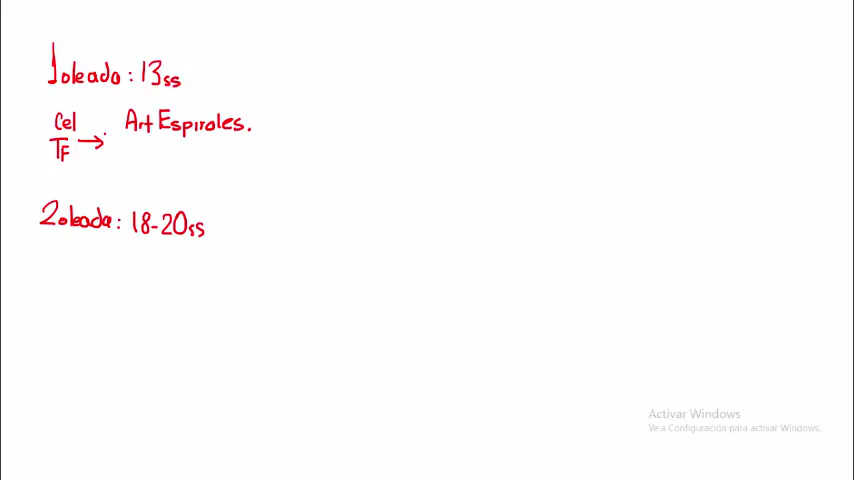 1oleada: 13ss
Cel
TF → Art Espirales.
2oleada: 18-20ss
Activar Windows
Ve a Configuración para activar Windows.